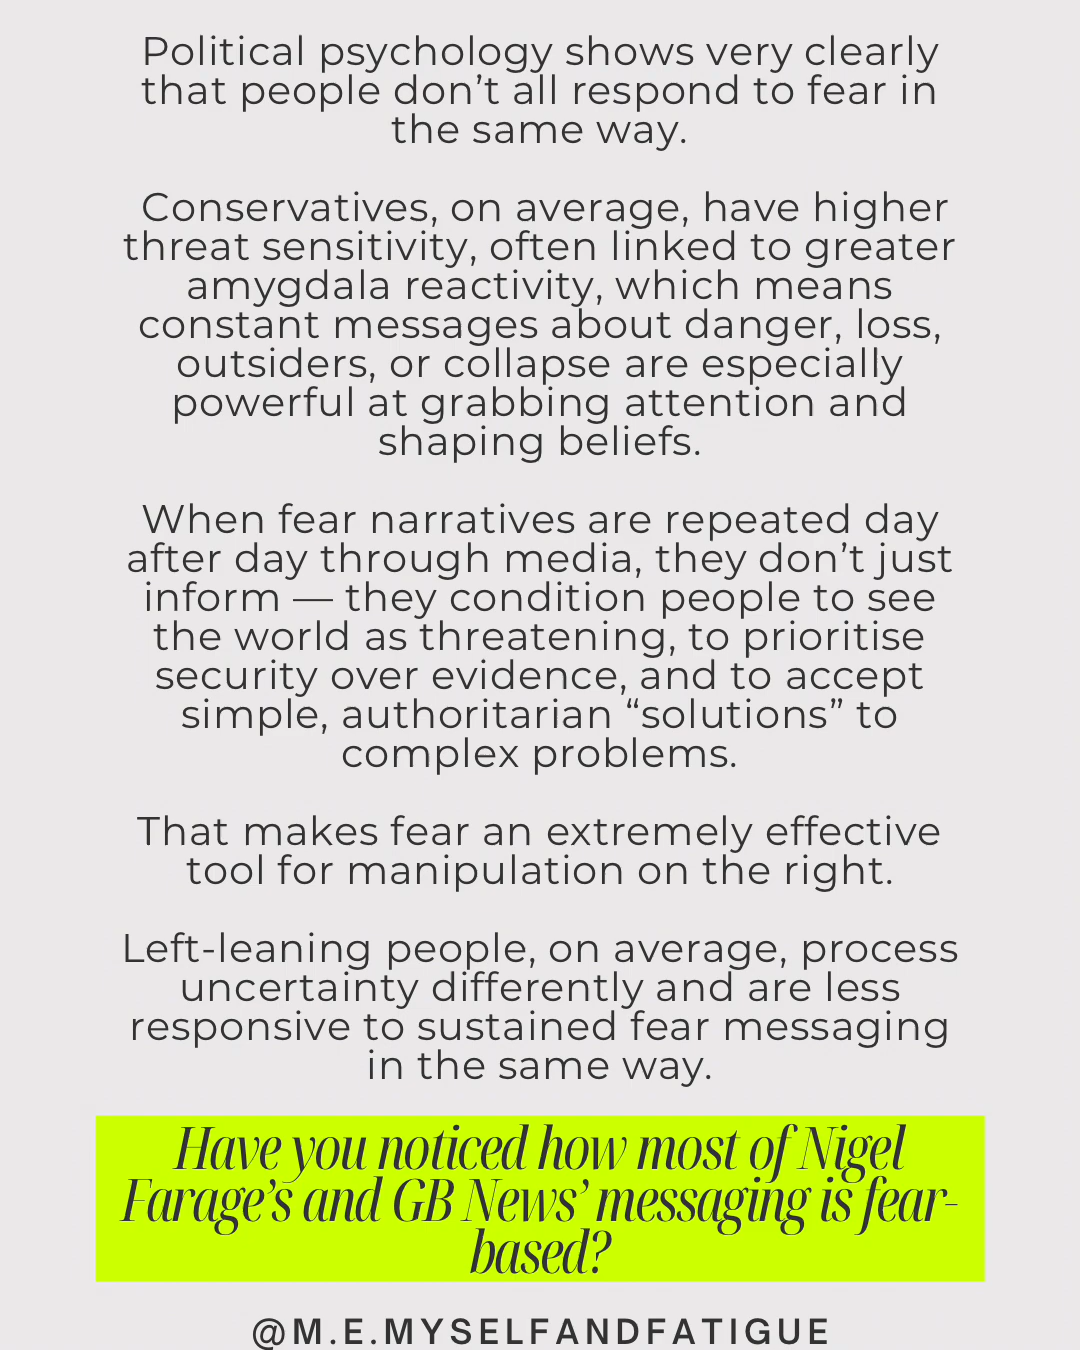 Political psychology shows very clearly
that people don’t all respond to fear in
the same way.
Conservatives, on average, have higher
threat sensitivity, often linked to greater
amygdala reactivity, which means
constant messages about danger, loss,
outsiders, or collapse are especially
powerful at grabbing attention and
shaping beliefs.
When fear narratives are repeated day
after day through media, they don’t just
inform — they condition people to see
the world as threatening, to prioritise
security over evidence, and to accept
simple, authoritarian “solutions” to
complex problems.
That makes fear an extremely effective
tool for manipulation on the right.
Left-leaning people, on average, process
uncertainty differently and are less
responsive to sustained fear messaging
in the same way.
Have you noticed how most of Nigel
Farage’s and GB News’ messaging is fear-
based?
@M.E.MYSELFANDFATIGUE